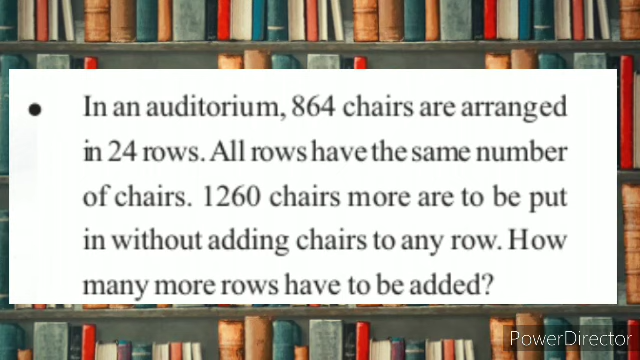 ● In an auditorium, 864 chairs are arranged
in 24 rows. All rows have the same number
of chairs. 1260 chairs more are to be put
in without adding chairs to any row. How
many more rows have to be added?
PowerDirector